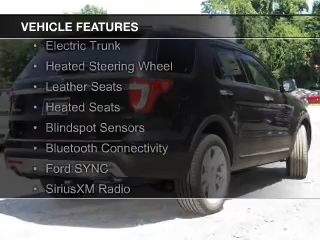 VEHICLE FEATURES
• Electric Trunk
• Heated Steering Wheel
• Leather Seats
• Heated Seats
• Blindspot Sensors
• Bluetooth Connectivity
• Ford SYNC
• SiriusXM Radio